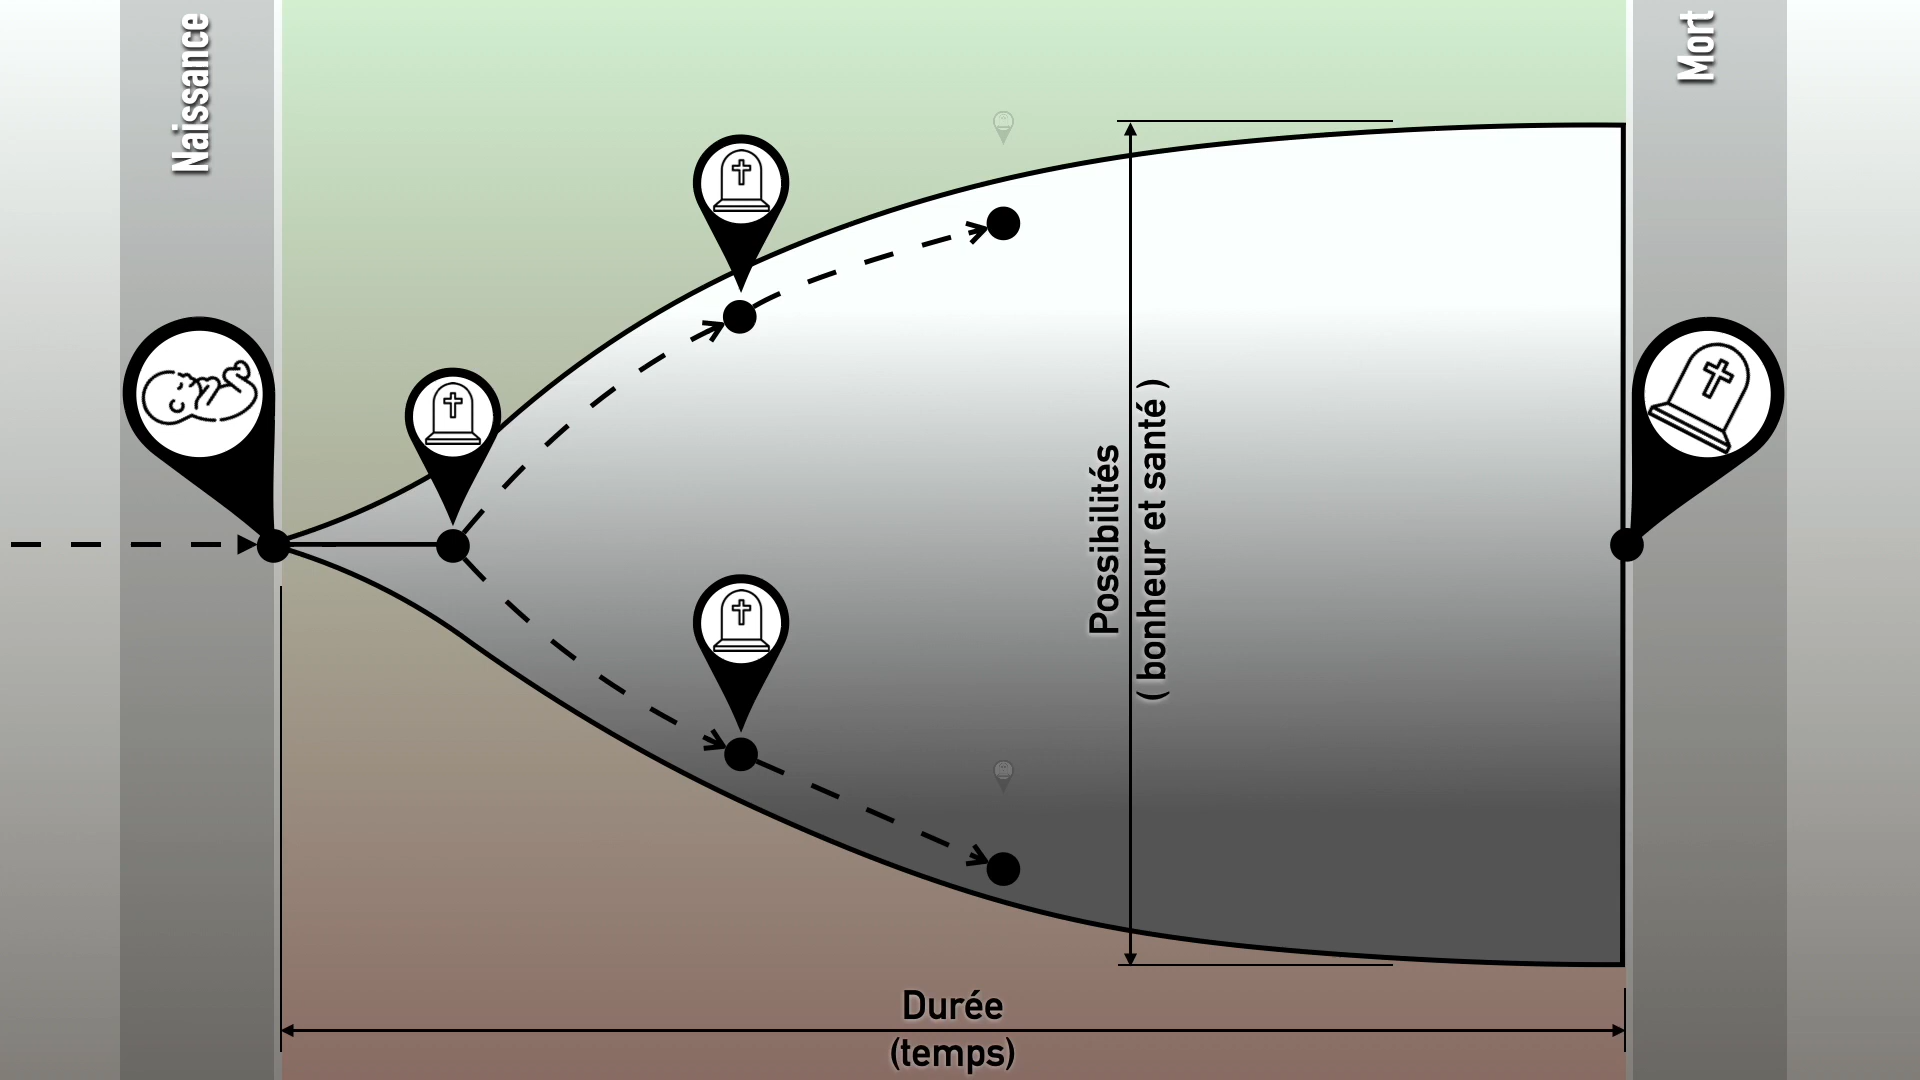 Naissance
Mort
Possibilités
( bonheur et santé )
Durée
(temps)